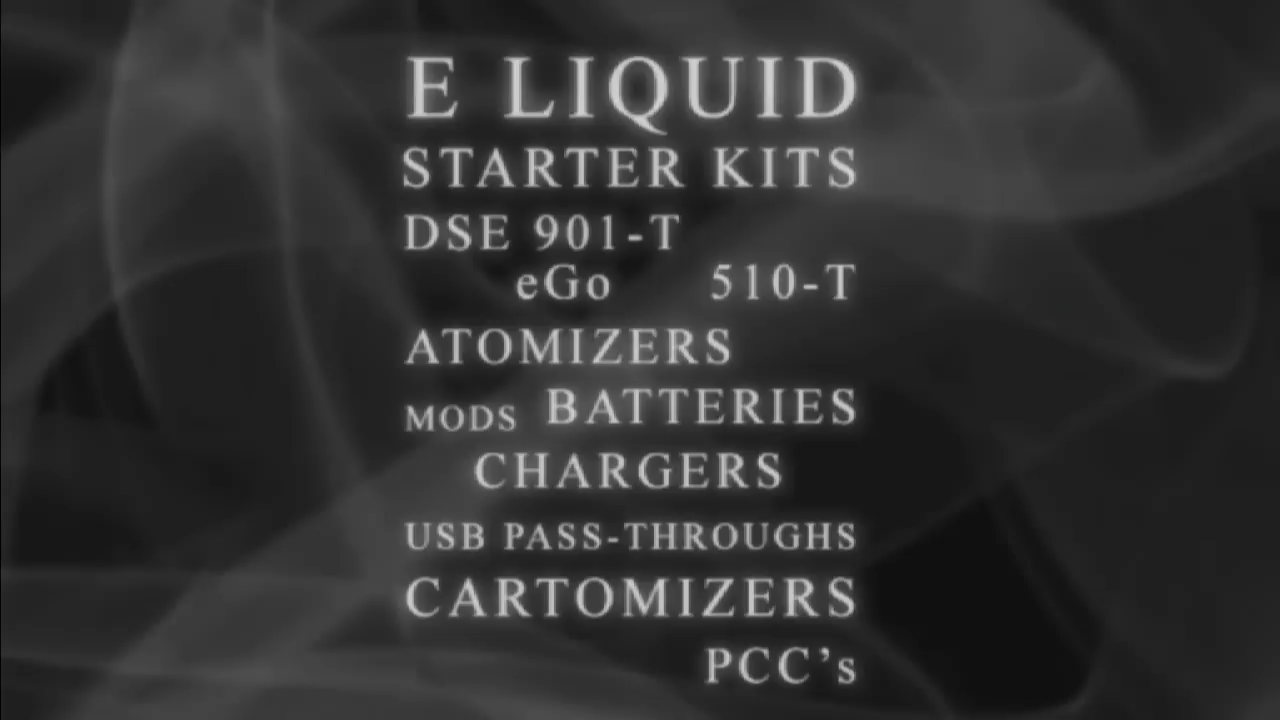 E LIQUID
STARTER KITS
DSE 901-T
eGo 510-T
ATOMIZERS
MODS BATTERIES
CHARGERS
USB PASS-THROUGHS
CARTOMIZERS
PCC’s